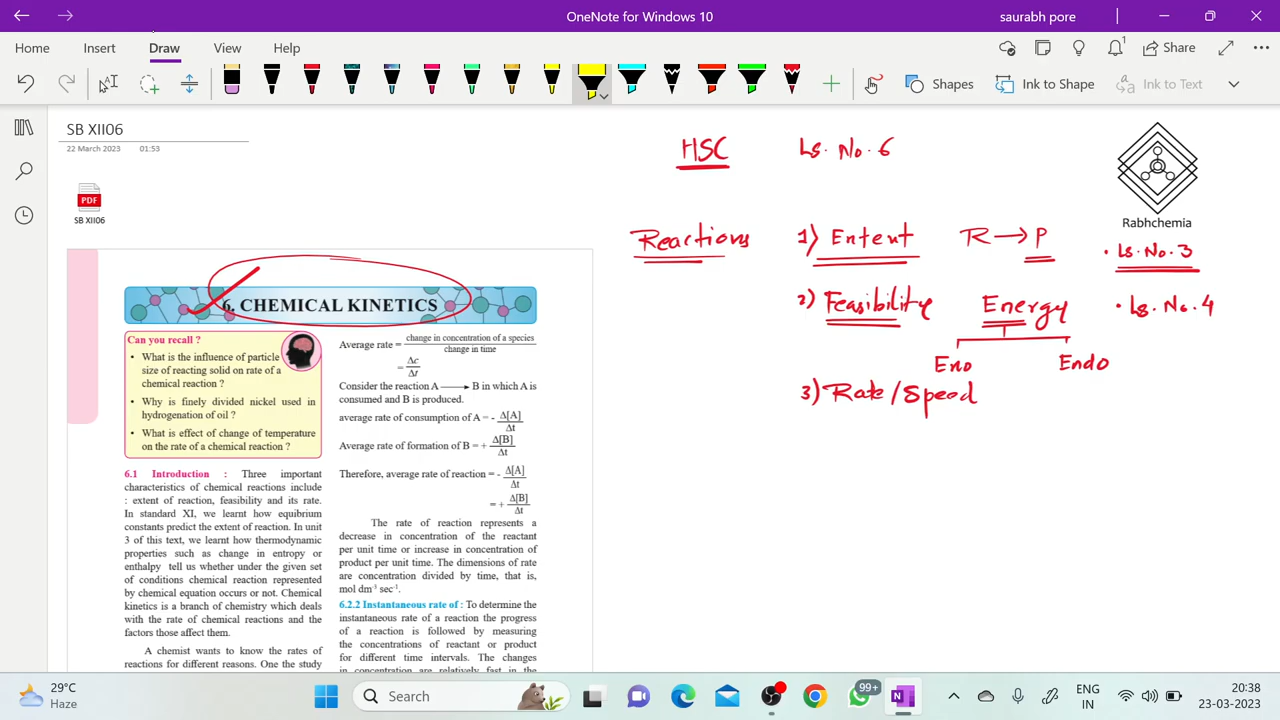 OneNote for Windows 10
saurabh pore
Home Insert Draw View Help
Share
Shapes
Ink to Shape
Ink to Text
SB XII06
22 March 2023 01:53
PDF
SB XII06
HSC Ls. No. 6
Rabhchemia
Reactions 1) Extent R → P · Ls. No. 3
2) Feasibility Energy · Ls. No. 4
Exo Endo
3) Rate/Speed
6. CHEMICAL KINETICS
Can you recall ?
• What is the influence of particle
size of reacting solid on rate of a
chemical reaction ?
• Why is finely divided nickel used in
hydrogenation of oil ?
• What is effect of change of temperature
on the rate of a chemical reaction ?
6.1 Introduction : Three important
characteristics of chemical reactions include
: extent of reaction, feasibility and its rate.
In standard XI, we learnt how equibrium
constants predict the extent of reaction. In unit
3 of this text, we learnt how thermodynamic
properties such as change in entropy or
enthalpy tell us whether under the given set
of conditions chemical reaction represented
by chemical equation occurs or not. Chemical
kinetics is a branch of chemistry which deals
with the rate of chemical reactions and the
factors those affect them.
A chemist wants to know the rates of
reactions for different reasons. One the study
Average rate = change in concentration of a species
change in time
= Δc
Δt
Consider the reaction A → B in which A is
consumed and B is produced.
average rate of consumption of A = - Δ[A]
Δt
Average rate of formation of B = + Δ[B]
Δt
Therefore, average rate of reaction = - Δ[A]
Δt
= + Δ[B]
Δt
The rate of reaction represents a
decrease in concentration of the reactant
per unit time or increase in concentration of
product per unit time. The dimensions of rate
are concentration divided by time, that is,
mol dm⁻³ sec⁻¹.
6.2.2 Instantaneous rate of : To determine the
instantaneous rate of a reaction the progress
of a reaction is followed by measuring
the concentrations of reactant or product
for different time intervals. The changes
in concentration are relatively fast in the
29°C
Haze
Search
99+
ENG
IN
20:38
23-03-2023